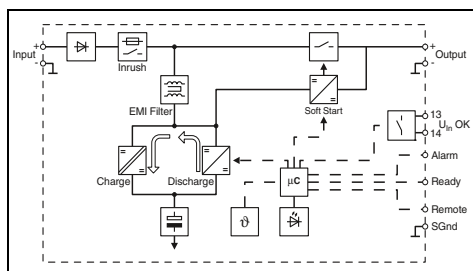 Input
+
-
Inrush
EMI Filter
Soft Start
+
-
Output
13
14
U_In OK
Charge
Discharge
µC
ϑ
Alarm
Ready
Remote
SGnd